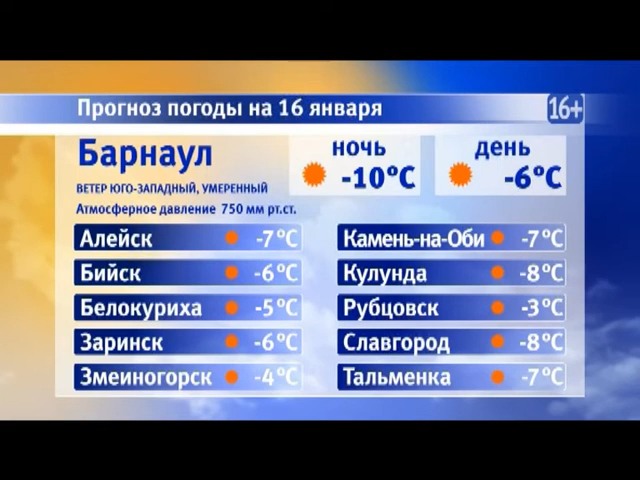 Прогноз погоды на 16 января
16+
Барнаул
ночь
-10°C
день
-6°C
ВЕТЕР ЮГО-ЗАПАДНЫЙ, УМЕРЕННЫЙ
Атмосферное давление 750 мм рт.ст.
Алейск -7°C
Бийск -6°C
Белокуриха -5°C
Заринск -6°C
Змеиногорск -4°C
Камень-на-Оби -7°C
Кулунда -8°C
Рубцовск -3°C
Славгород -8°C
Тальменка -7°C